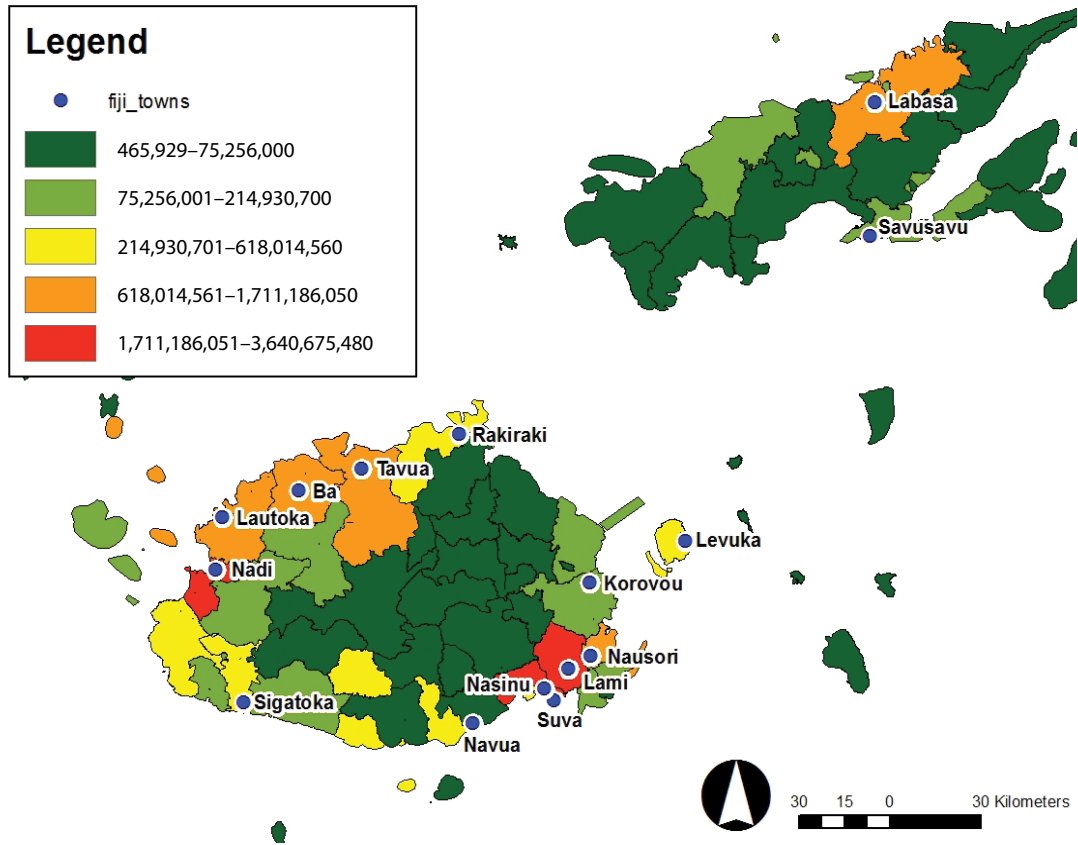 Legend
fiji_towns
465,929–75,256,000
75,256,001–214,930,700
214,930,701–618,014,560
618,014,561–1,711,186,050
1,711,186,051–3,640,675,480
Labasa
Savusavu
Rakiraki
Tavua
Ba
Lautoka
Levuka
Nadi
Korovou
Nausori
Lami
Nasinu
Sigatoka
Suva
Navua
30 15 0 30 Kilometers